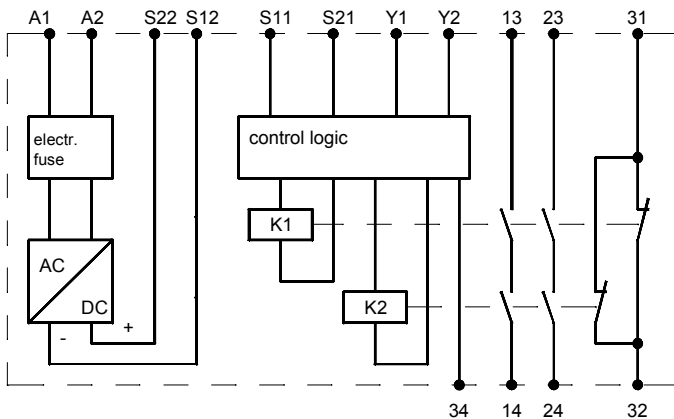 A1 A2 S22 S12 S11 S21 Y1 Y2 13 23 31
electr.
fuse
control logic
K1
AC
DC
K2
- +
34 14 24 32